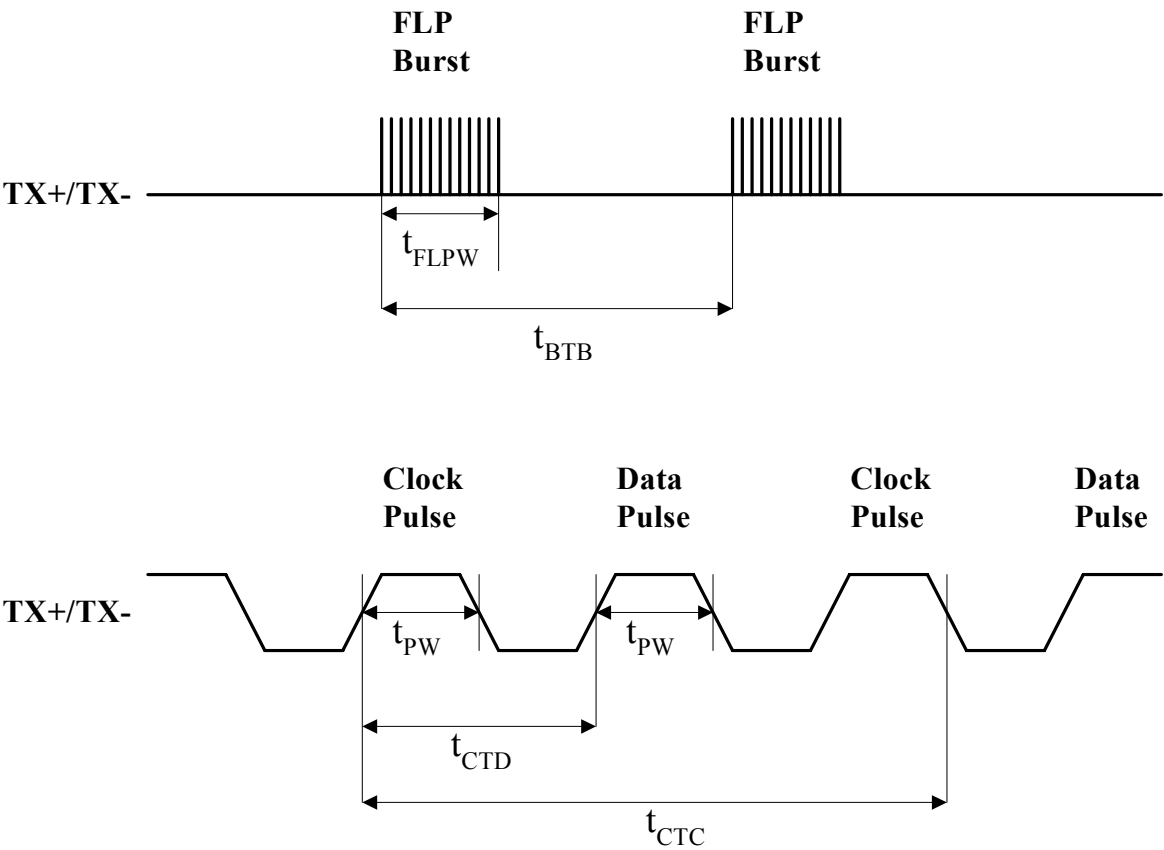 FLP
Burst
FLP
Burst
TX+/TX-
tFLPW
tBTB
Clock
Pulse
Data
Pulse
Clock
Pulse
Data
Pulse
TX+/TX-
tPW
tPW
tCTD
tCTC